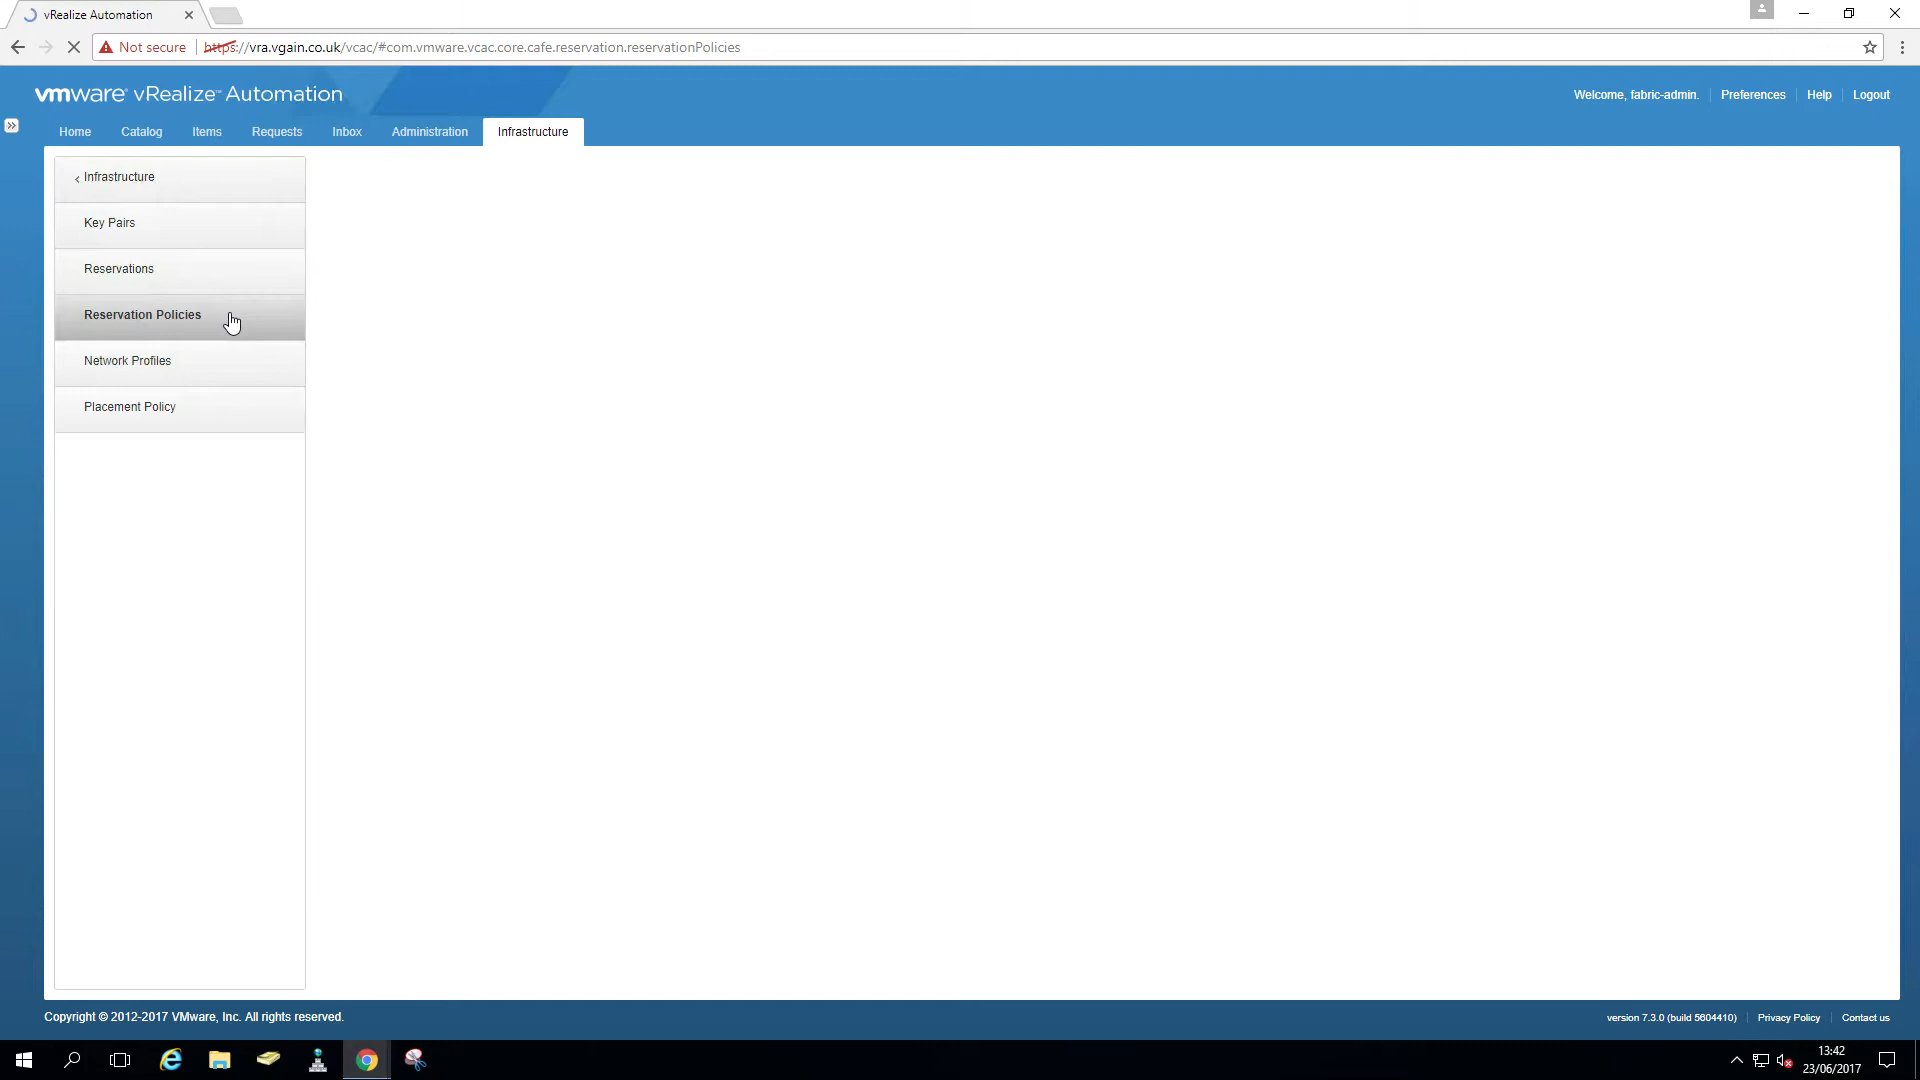 vRealize Automation
Not secure https://vra.vgain.co.uk/vcac/#com.vmware.vcac.core.cafe.reservation.reservationPolicies
vmware vRealize™ Automation
Welcome, fabric-admin. Preferences Help Logout
Home Catalog Items Requests Inbox Administration Infrastructure
Infrastructure
Key Pairs
Reservations
Reservation Policies
Network Profiles
Placement Policy
Copyright © 2012-2017 VMware, Inc. All rights reserved.
version 7.3.0 (build 5604410) Privacy Policy Contact us
13:42
23/06/2017